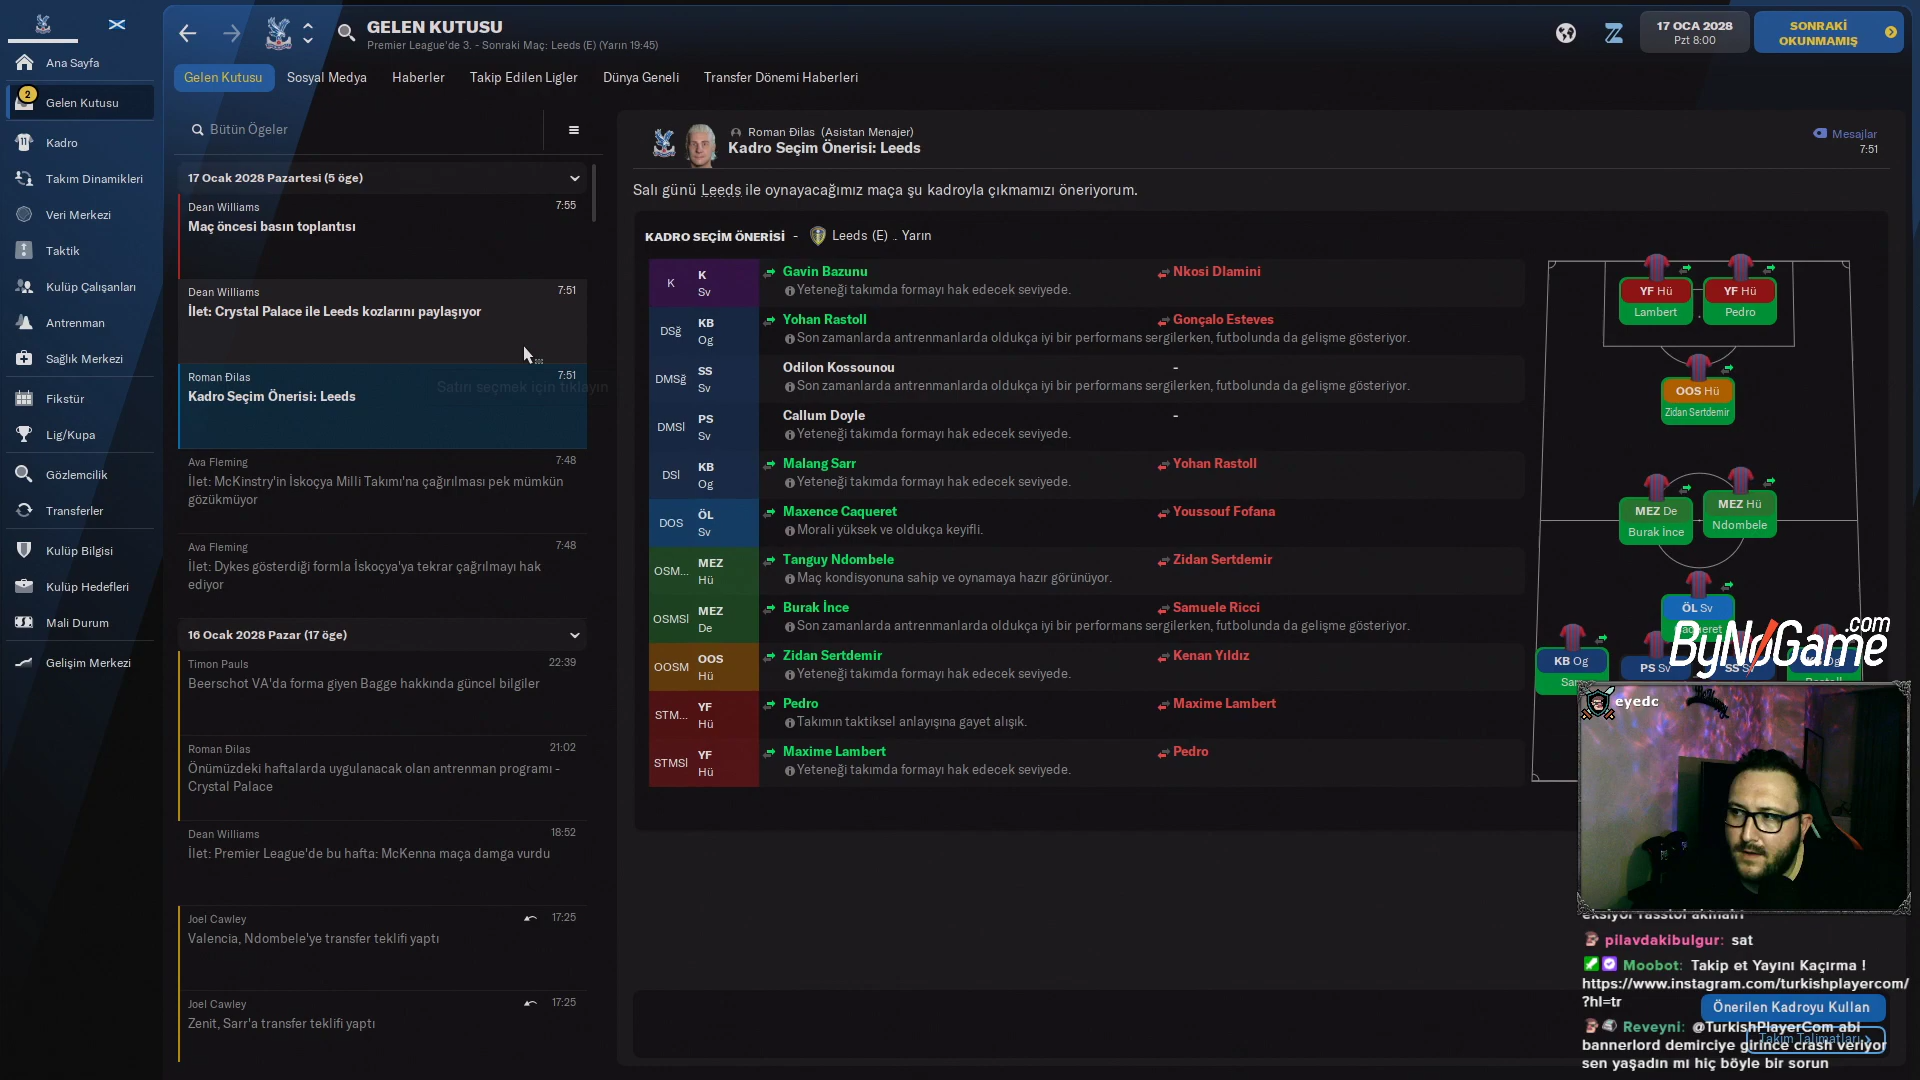 GELEN KUTUSU
Premier League'de 3. - Sonraki Maç: Leeds (E) (Yarın 19:45)
17 OCA 2028
Pzt 8:00
SONRAKİ
OKUNMAMIŞ
Ana Sayfa
2
Gelen Kutusu
Kadro
Takım Dinamikleri
Veri Merkezi
Taktik
Kulüp Çalışanları
Antrenman
Sağlık Merkezi
Fikstür
Lig/Kupa
Gözlemcilik
Transferler
Kulüp Bilgisi
Kulüp Hedefleri
Mali Durum
Gelişim Merkezi
Gelen Kutusu Sosyal Medya Haberler Takip Edilen Ligler Dünya Geneli Transfer Dönemi Haberleri
Bütün Ögeler
17 Ocak 2028 Pazartesi (5 öge)
Dean Williams 7:55
Maç öncesi basın toplantısı
Dean Williams 7:51
İlet: Crystal Palace ile Leeds kozlarını paylaşıyor
Roman Đilas 7:51
Satırı seçmek için tıklayın
Kadro Seçim Önerisi: Leeds
Ava Fleming 7:48
İlet: McKinstry'in İskoçya Milli Takımı'na çağırılması pek mümkün
gözükmüyor
Ava Fleming 7:48
İlet: Dykes gösterdiği formla İskoçya'ya tekrar çağrılmayı hak
ediyor
16 Ocak 2028 Pazar (17 öge)
Timon Pauls 22:39
Beerschot VA'da forma giyen Bagge hakkında güncel bilgiler
Roman Đilas 21:02
Önümüzdeki haftalarda uygulanacak olan antrenman programı -
Crystal Palace
Dean Williams 18:52
İlet: Premier League'de bu hafta: McKenna maça damga vurdu
Joel Cawley 17:25
Valencia, Ndombele'ye transfer teklifi yaptı
Joel Cawley 17:25
Zenit, Sarr'a transfer teklifi yaptı
Roman Đilas (Asistan Menajer)
Kadro Seçim Önerisi: Leeds
Mesajlar
7:51
Salı günü Leeds ile oynayacağımız maça şu kadroyla çıkmamızı öneriyorum.
KADRO SEÇİM ÖNERİSİ - Leeds (E) . Yarın
K K Sv Gavin Bazunu Nkosi Dlamini
Yeteneği takımda formayı hak edecek seviyede.
DSğ KB Og Yohan Rastoll Gonçalo Esteves
Son zamanlarda antrenmanlarda oldukça iyi bir performans sergilerken, futbolunda da gelişme gösteriyor.
DMSğ SS Sv Odilon Kossounou -
Son zamanlarda antrenmanlarda oldukça iyi bir performans sergilerken, futbolunda da gelişme gösteriyor.
DMSl PS Sv Callum Doyle -
Yeteneği takımda formayı hak edecek seviyede.
DSl KB Og Malang Sarr Yohan Rastoll
Yeteneği takımda formayı hak edecek seviyede.
DOS ÖL Sv Maxence Caqueret Youssouf Fofana
Morali yüksek ve oldukça keyifli.
OSM... MEZ Hü Tanguy Ndombele Zidan Sertdemir
Maç kondisyonuna sahip ve oynamaya hazır görünüyor.
OSMSl MEZ De Burak İnce Samuele Ricci
Son zamanlarda antrenmanlarda oldukça iyi bir performans sergilerken, futbolunda da gelişme gösteriyor.
OOSM OOS Hü Zidan Sertdemir Kenan Yıldız
Yeteneği takımda formayı hak edecek seviyede.
STM... YF Hü Pedro Maxime Lambert
Takımın taktiksel anlayışına gayet alışık.
STMSl YF Hü Maxime Lambert Pedro
Yeteneği takımda formayı hak edecek seviyede.
YF Hü YF Hü
Lambert Pedro
OOS Hü
Zidan Sertdemir
MEZ De MEZ Hü
Burak İnce Ndombele
ÖL Sv
KB Og PS Sv SS
ByNoGame.com
eyedc
pilavdakibulgur: sat
Moobot: Takip et Yayını Kaçırma !
https://www.instagram.com/turkishplayercom/
?hl=tr
Önerilen Kadroyu Kullan
Reveyni: @TurkishPlayerCom abi
Takım Talimatları
bannerlord demirciye girince crash veriyor
sen yaşadın mı hiç böyle bir sorun